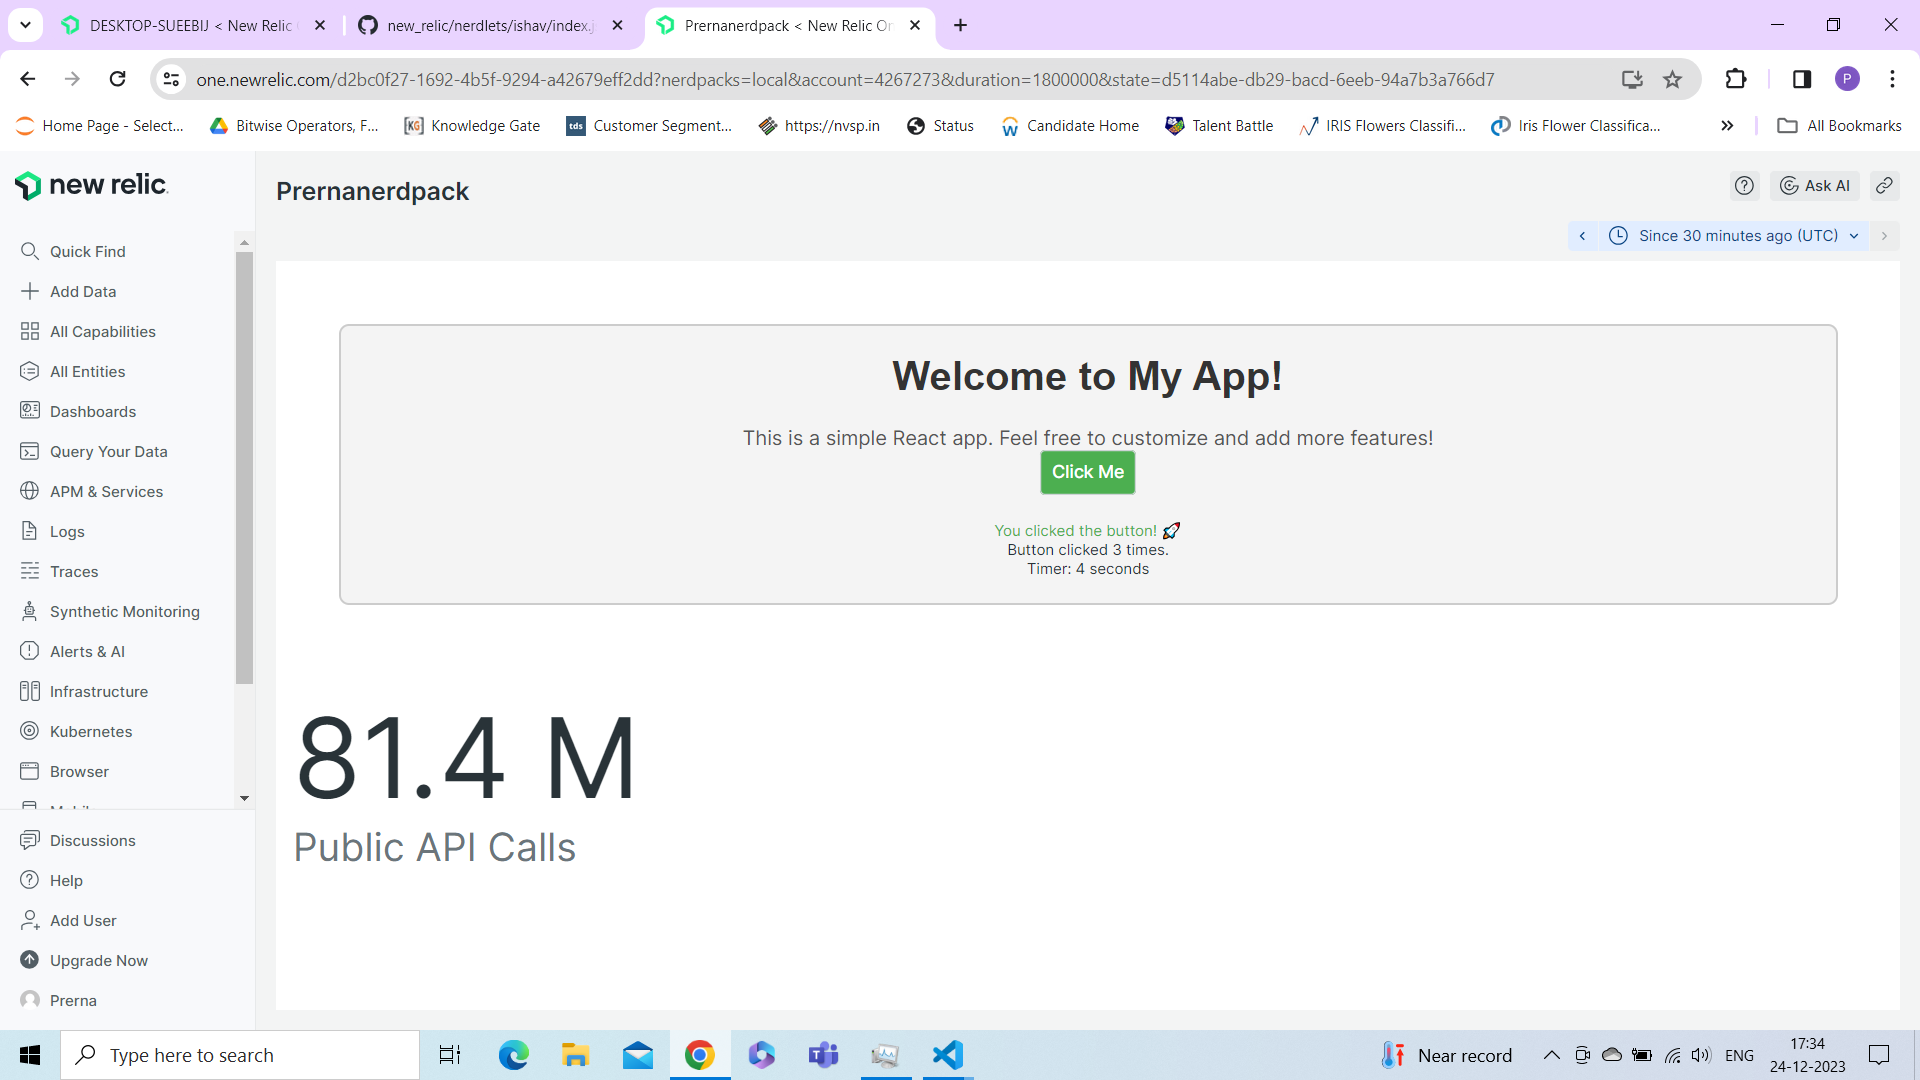 DESKTOP-SUEEBIJ < New Relic
new_relic/nerdlets/ishav/index.j
Prernanerdpack < New Relic On
one.newrelic.com/d2bc0f27-1692-4b5f-9294-a42679eff2dd?nerdpacks=local&account=4267273&duration=1800000&state=d5114abe-db29-bacd-6eeb-94a7b3a766d7
P
Home Page - Select...
Bitwise Operators, F...
KG Knowledge Gate
tds Customer Segment...
https://nvsp.in
Status
Candidate Home
Talent Battle
IRIS Flowers Classifi...
Iris Flower Classifica...
All Bookmarks
new relic
Prernanerdpack
Ask AI
Since 30 minutes ago (UTC)
Quick Find
Add Data
All Capabilities
All Entities
Dashboards
Query Your Data
APM & Services
Logs
Traces
Synthetic Monitoring
Alerts & AI
Infrastructure
Kubernetes
Browser
Discussions
Help
Add User
Upgrade Now
Prerna
Welcome to My App!
This is a simple React app. Feel free to customize and add more features!
Click Me
You clicked the button! 🚀
Button clicked 3 times.
Timer: 4 seconds
81.4 M
Public API Calls
Type here to search
Near record
ENG
17:34
24-12-2023